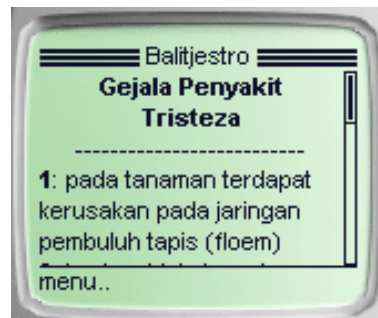 Balitjestro
Gejala Penyakit
Tristeza
-------------------------
1: pada tanaman terdapat
kerusakan pada jaringan
pembuluh tapis (floem)
menu..